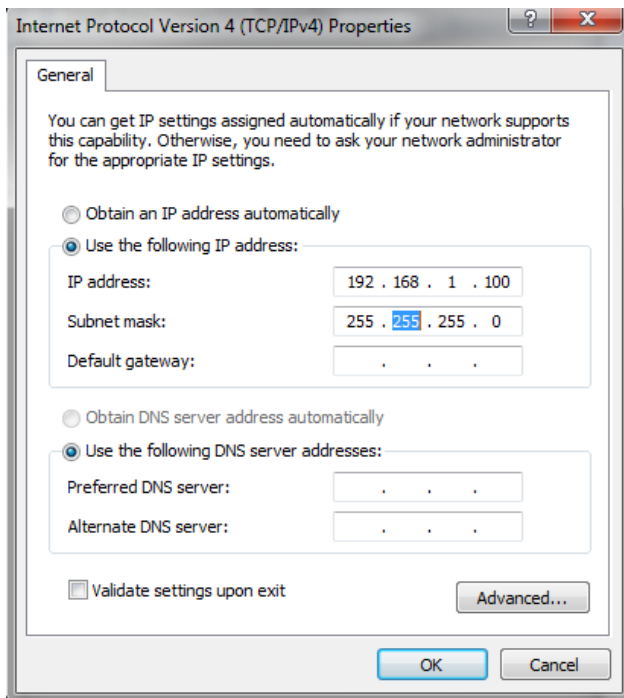 Internet Protocol Version 4 (TCP/IPv4) Properties
?
X
General
You can get IP settings assigned automatically if your network supports
this capability. Otherwise, you need to ask your network administrator
for the appropriate IP settings.
Obtain an IP address automatically
Use the following IP address:
IP address: 192 . 168 . 1 . 100
Subnet mask: 255 . 255 . 255 . 0
Default gateway: . . .
Obtain DNS server address automatically
Use the following DNS server addresses:
Preferred DNS server: . . .
Alternate DNS server: . . .
Validate settings upon exit
Advanced...
OK Cancel